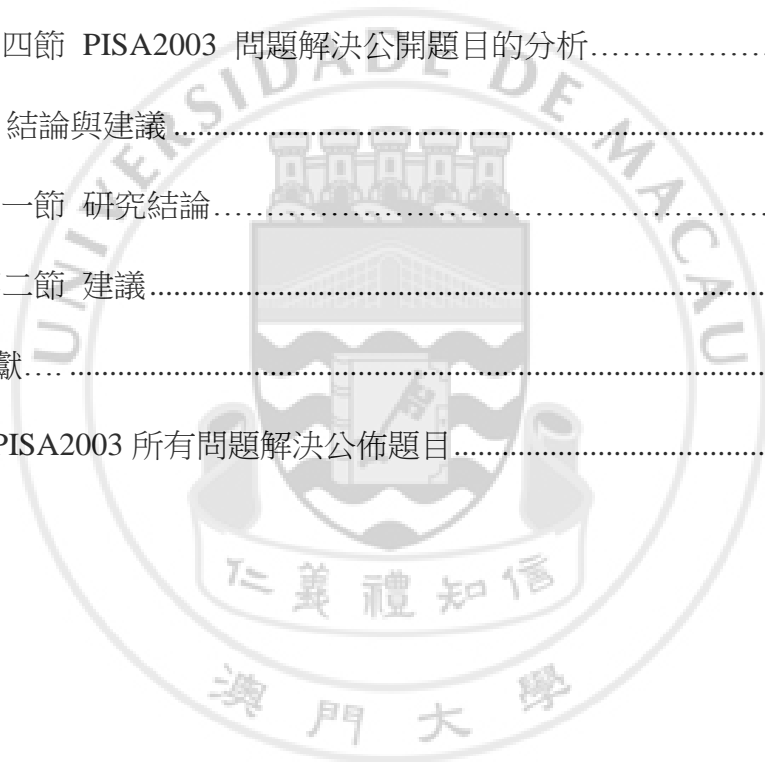 四節 PISA2003 問題解決公開題目的分析………………
結論與建議 ........................................................................
一節 研究結論……………………………………………
二節 建議............................................................................
獻…. ........................................................................................
PISA2003 所有問題解決公佈題目......................................
UNIVERSIDADE DE MACAU
仁義禮知信
澳門大學